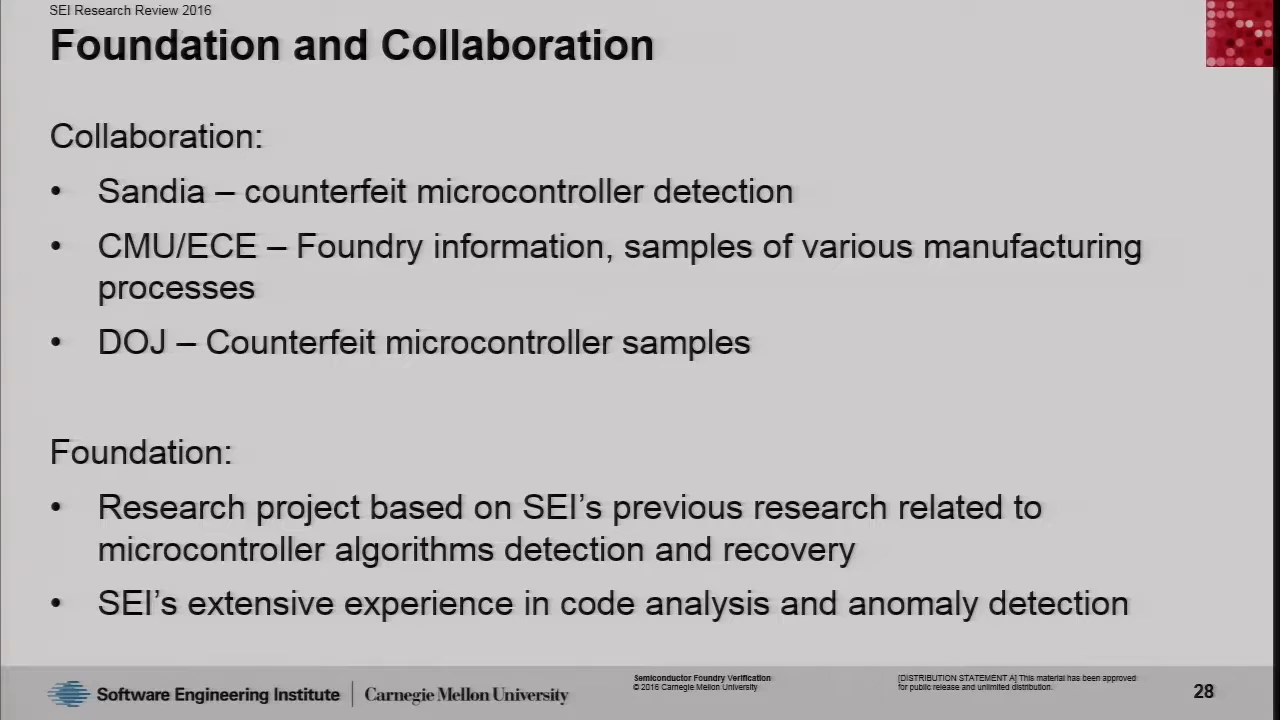 SEI Research Review 2016
Foundation and Collaboration
Collaboration:
• Sandia – counterfeit microcontroller detection
• CMU/ECE – Foundry information, samples of various manufacturing
processes
• DOJ – Counterfeit microcontroller samples
Foundation:
• Research project based on SEI’s previous research related to
microcontroller algorithms detection and recovery
• SEI’s extensive experience in code analysis and anomaly detection
Software Engineering Institute | Carnegie Mellon University
Semiconductor Foundry Verification
© 2016 Carnegie Mellon University
[DISTRIBUTION STATEMENT A] This material has been approved
for public release and unlimited distribution.
28